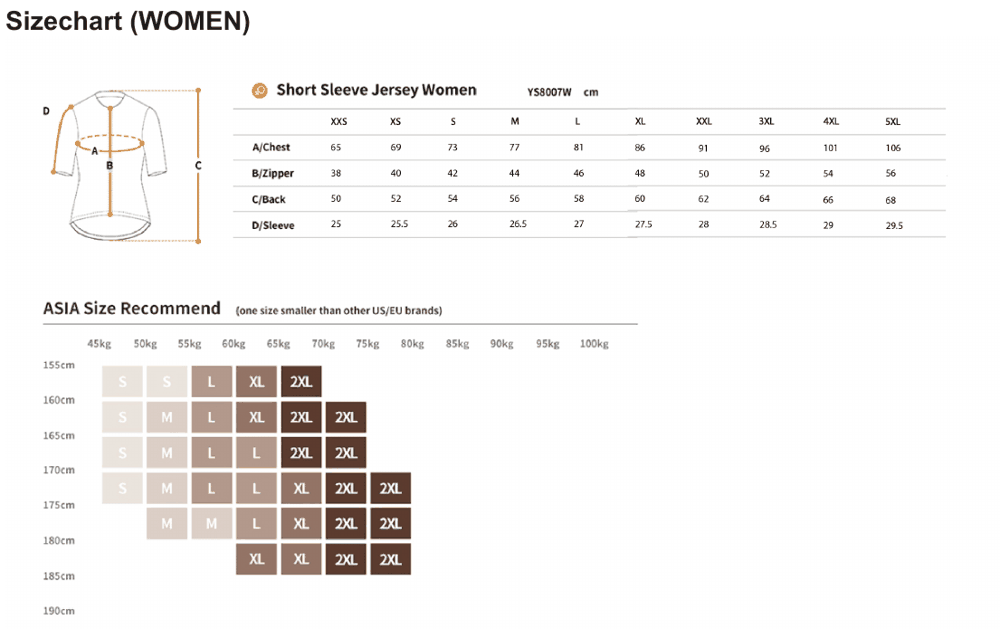 Sizechart (WOMEN)
Short Sleeve Jersey Women YS8007W cm
XXS XS S M L XL XXL 3XL 4XL 5XL
A/Chest 65 69 73 77 81 86 91 96 101 106
B/Zipper 38 40 42 44 46 48 50 52 54 56
C/Back 50 52 54 56 58 60 62 64 66 68
D/Sleeve 25 25.5 26 26.5 27 27.5 28 28.5 29 29.5
D
A
B
C
ASIA Size Recommend (one size smaller than other US/EU brands)
45kg 50kg 55kg 60kg 65kg 70kg 75kg 80kg 85kg 90kg 95kg 100kg
155cm
S S L XL 2XL
160cm
S M L XL 2XL 2XL
165cm
S M L L 2XL 2XL
170cm
S M L L XL 2XL 2XL
175cm
M M L XL 2XL 2XL
180cm
XL XL 2XL 2XL
185cm
190cm